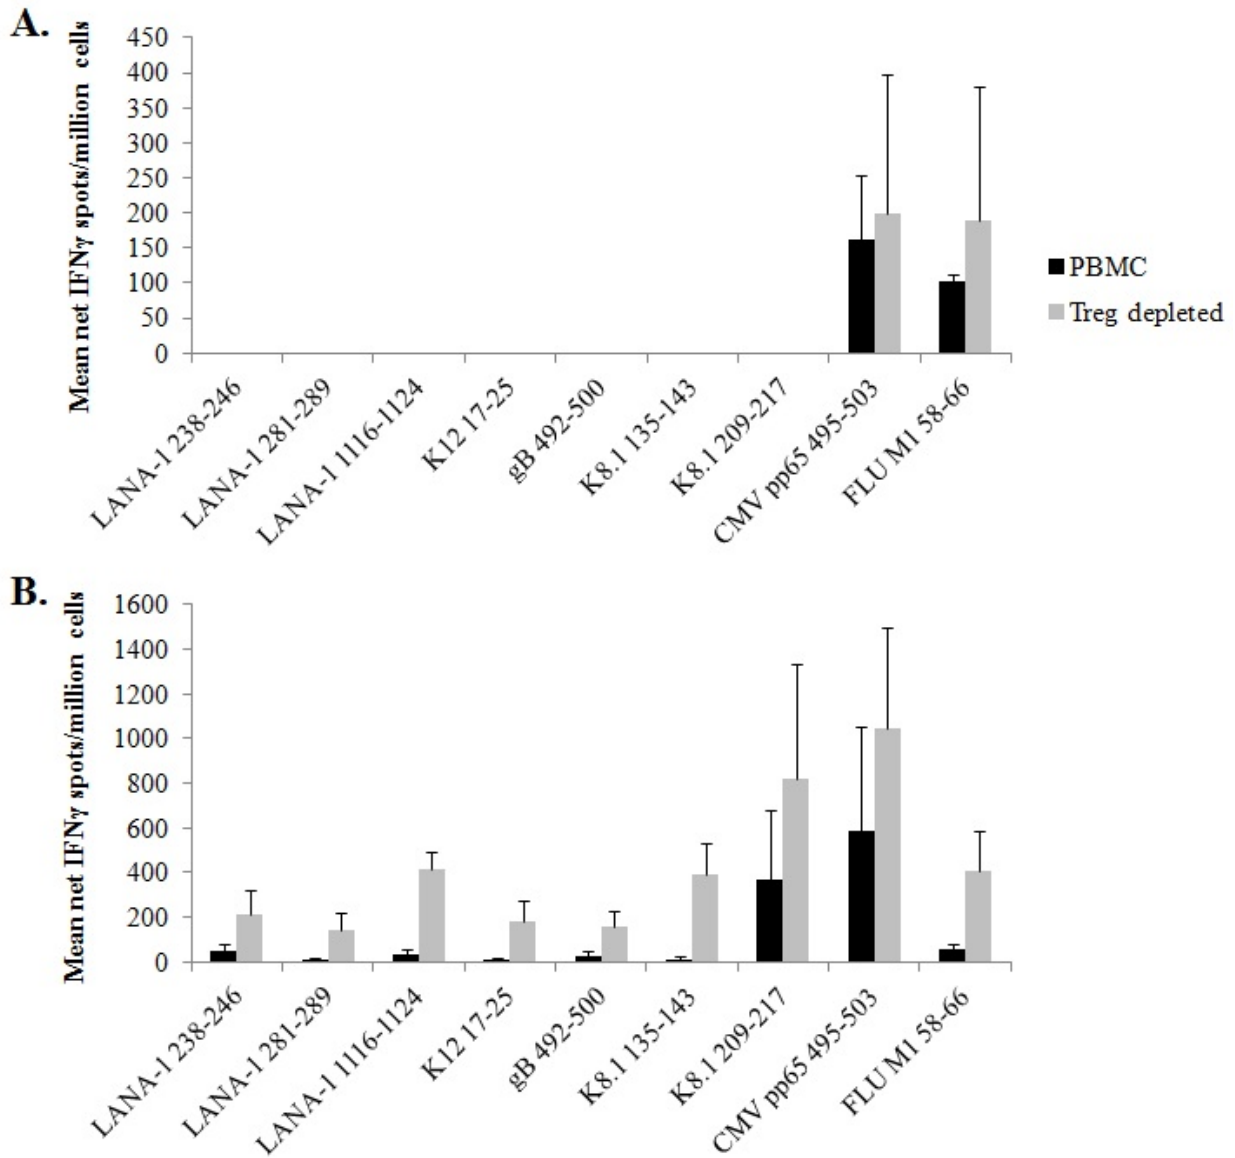 A.
Mean net IFNγ spots/million cells
450
400
350
300
250
200
150
100
50
0
LANA-1 238-246
LANA-1 281-289
LANA-1 1116-1124
K12 17-25
gB 492-500
K8.1 135-143
K8.1 209-217
CMV pp65 495-503
FLU M1 58-66
PBMC
Treg depleted
B.
Mean net IFNγ spots/million cells
1600
1400
1200
1000
800
600
400
200
0
LANA-1 238-246
LANA-1 281-289
LANA-1 1116-1124
K12 17-25
gB 492-500
K8.1 135-143
K8.1 209-217
CMV pp65 495-503
FLU M1 58-66